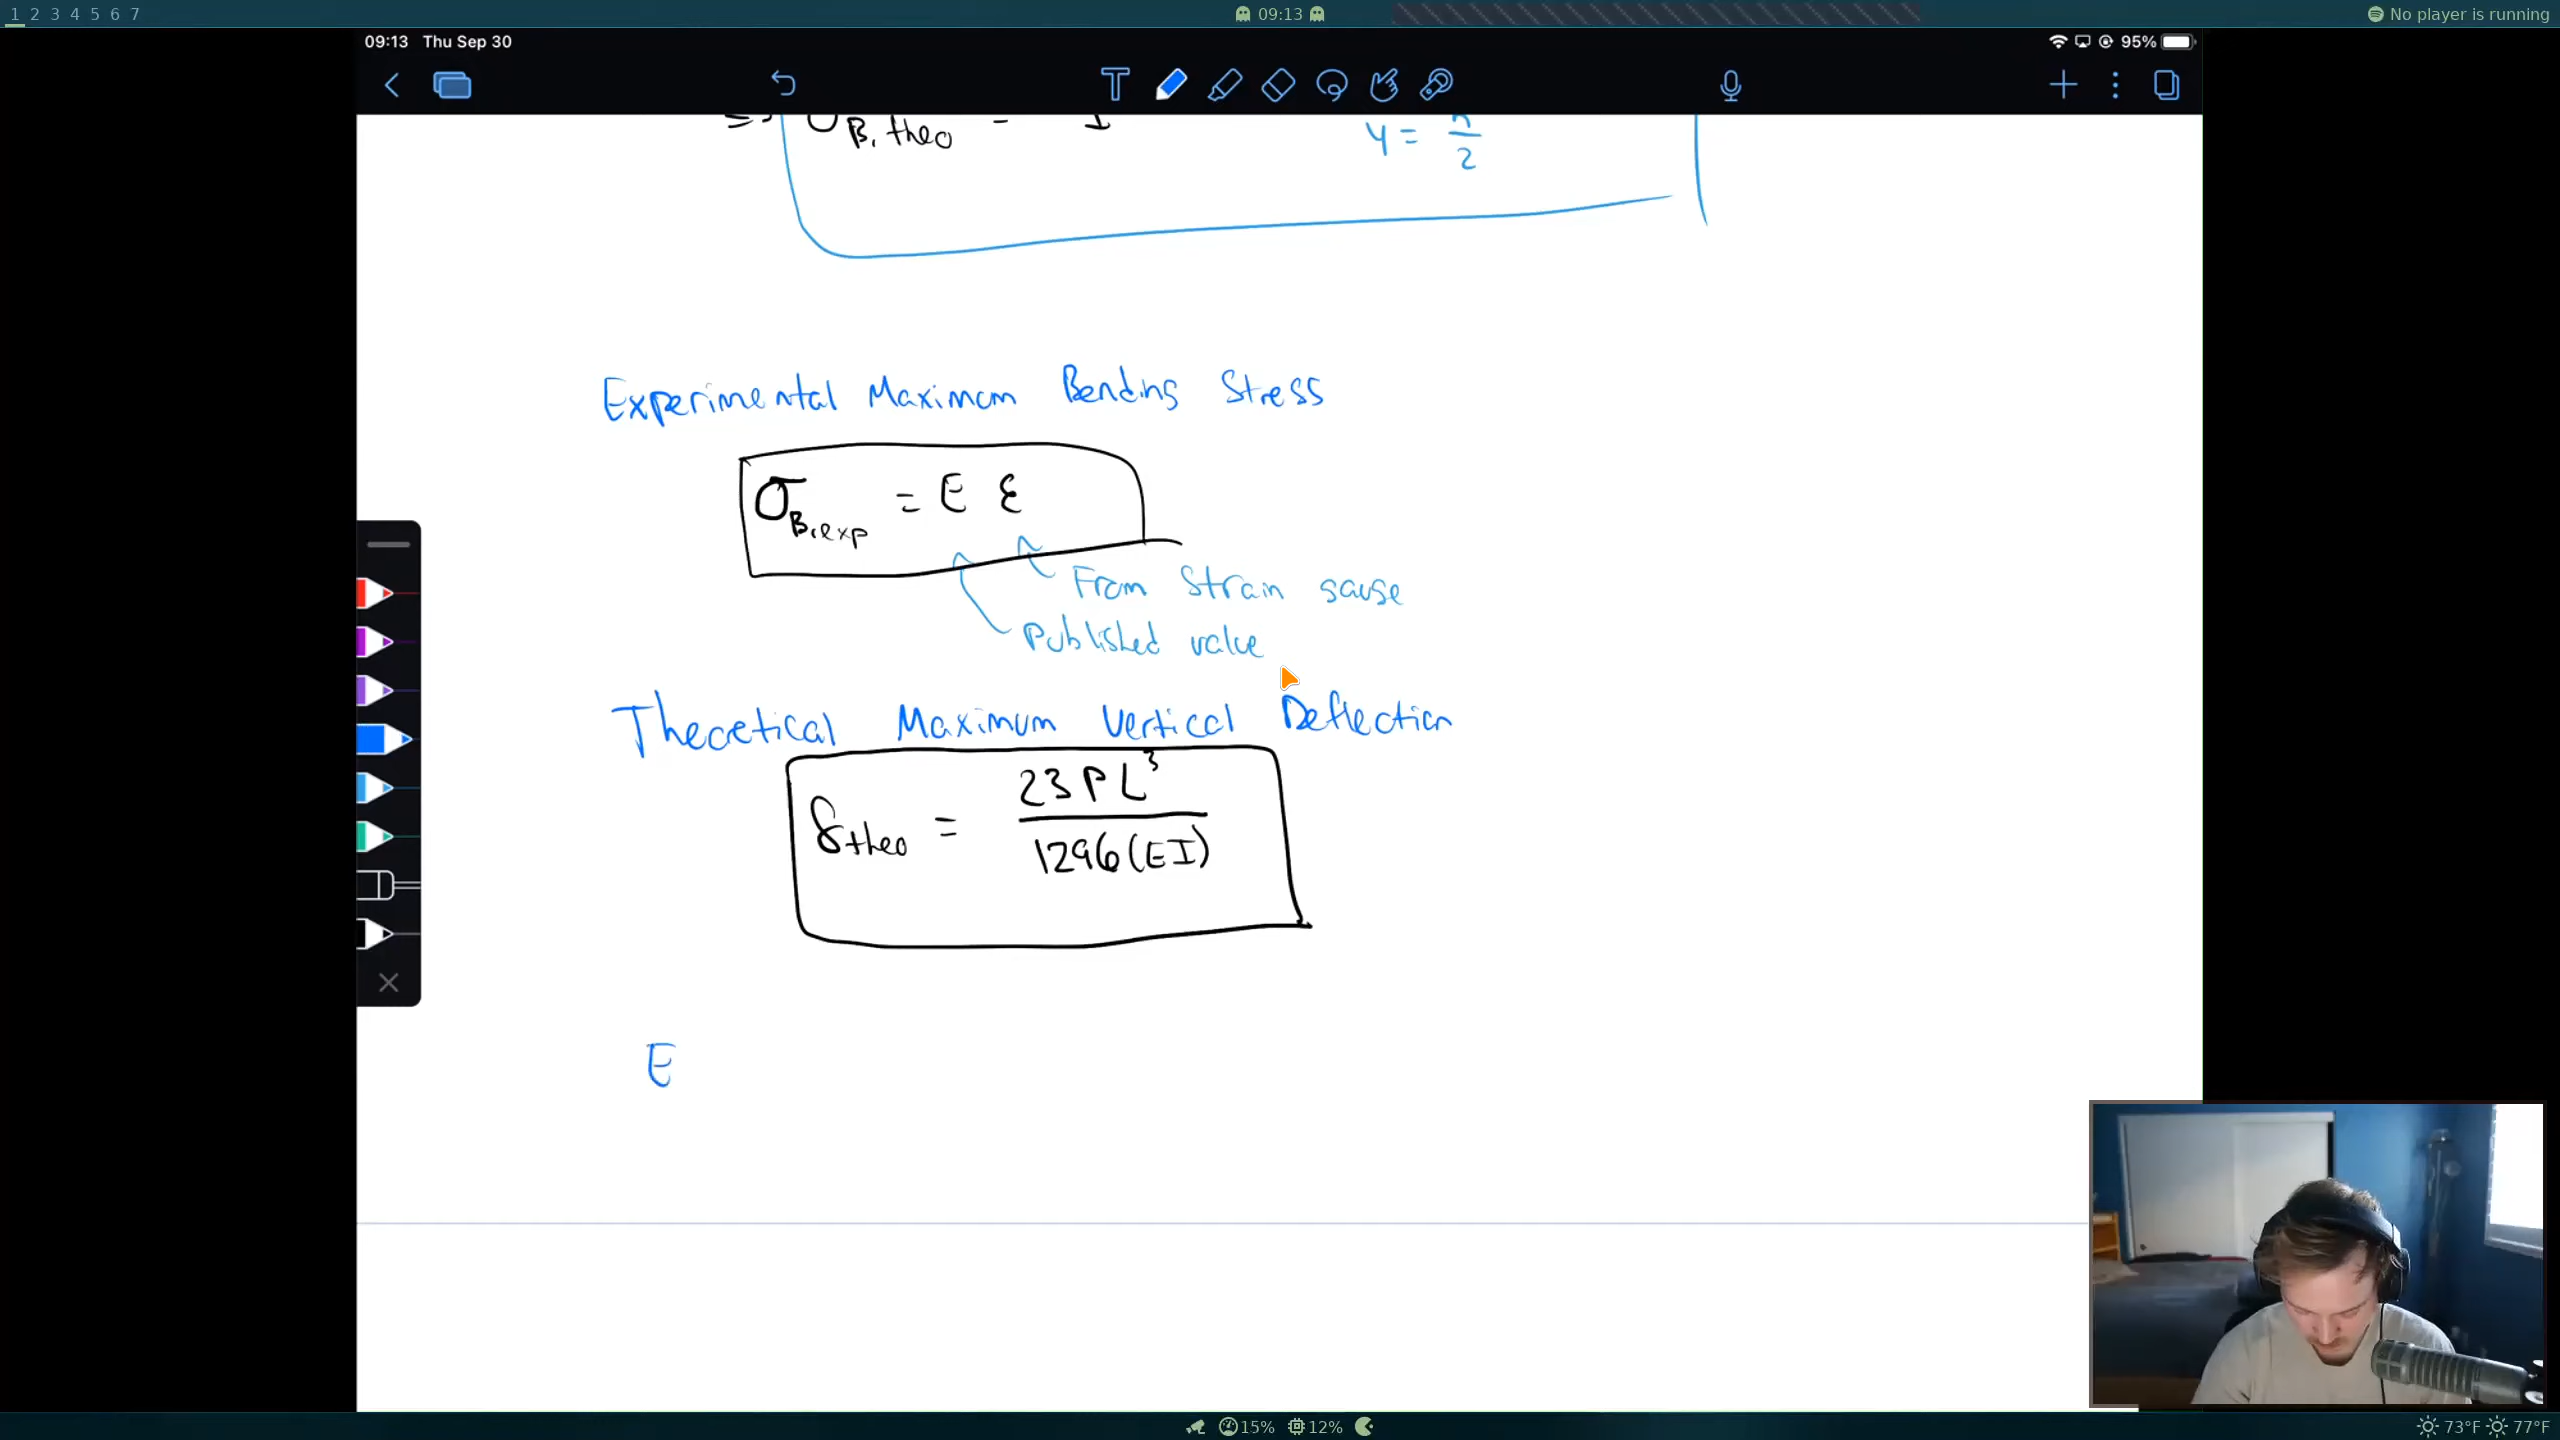 1 2 3 4 5 6 7
09:13
No player is running
09:13 Thu Sep 30
95%
=> σB, theo = I
y = h/2
Experimental Maximum Bending Stress
σB,exp = E ε
From Strain gauge
Published value
Theoretical Maximum Vertical Deflection
δtheo = 23PL³/1296(EI)
E
15% 12%
73°F 77°F